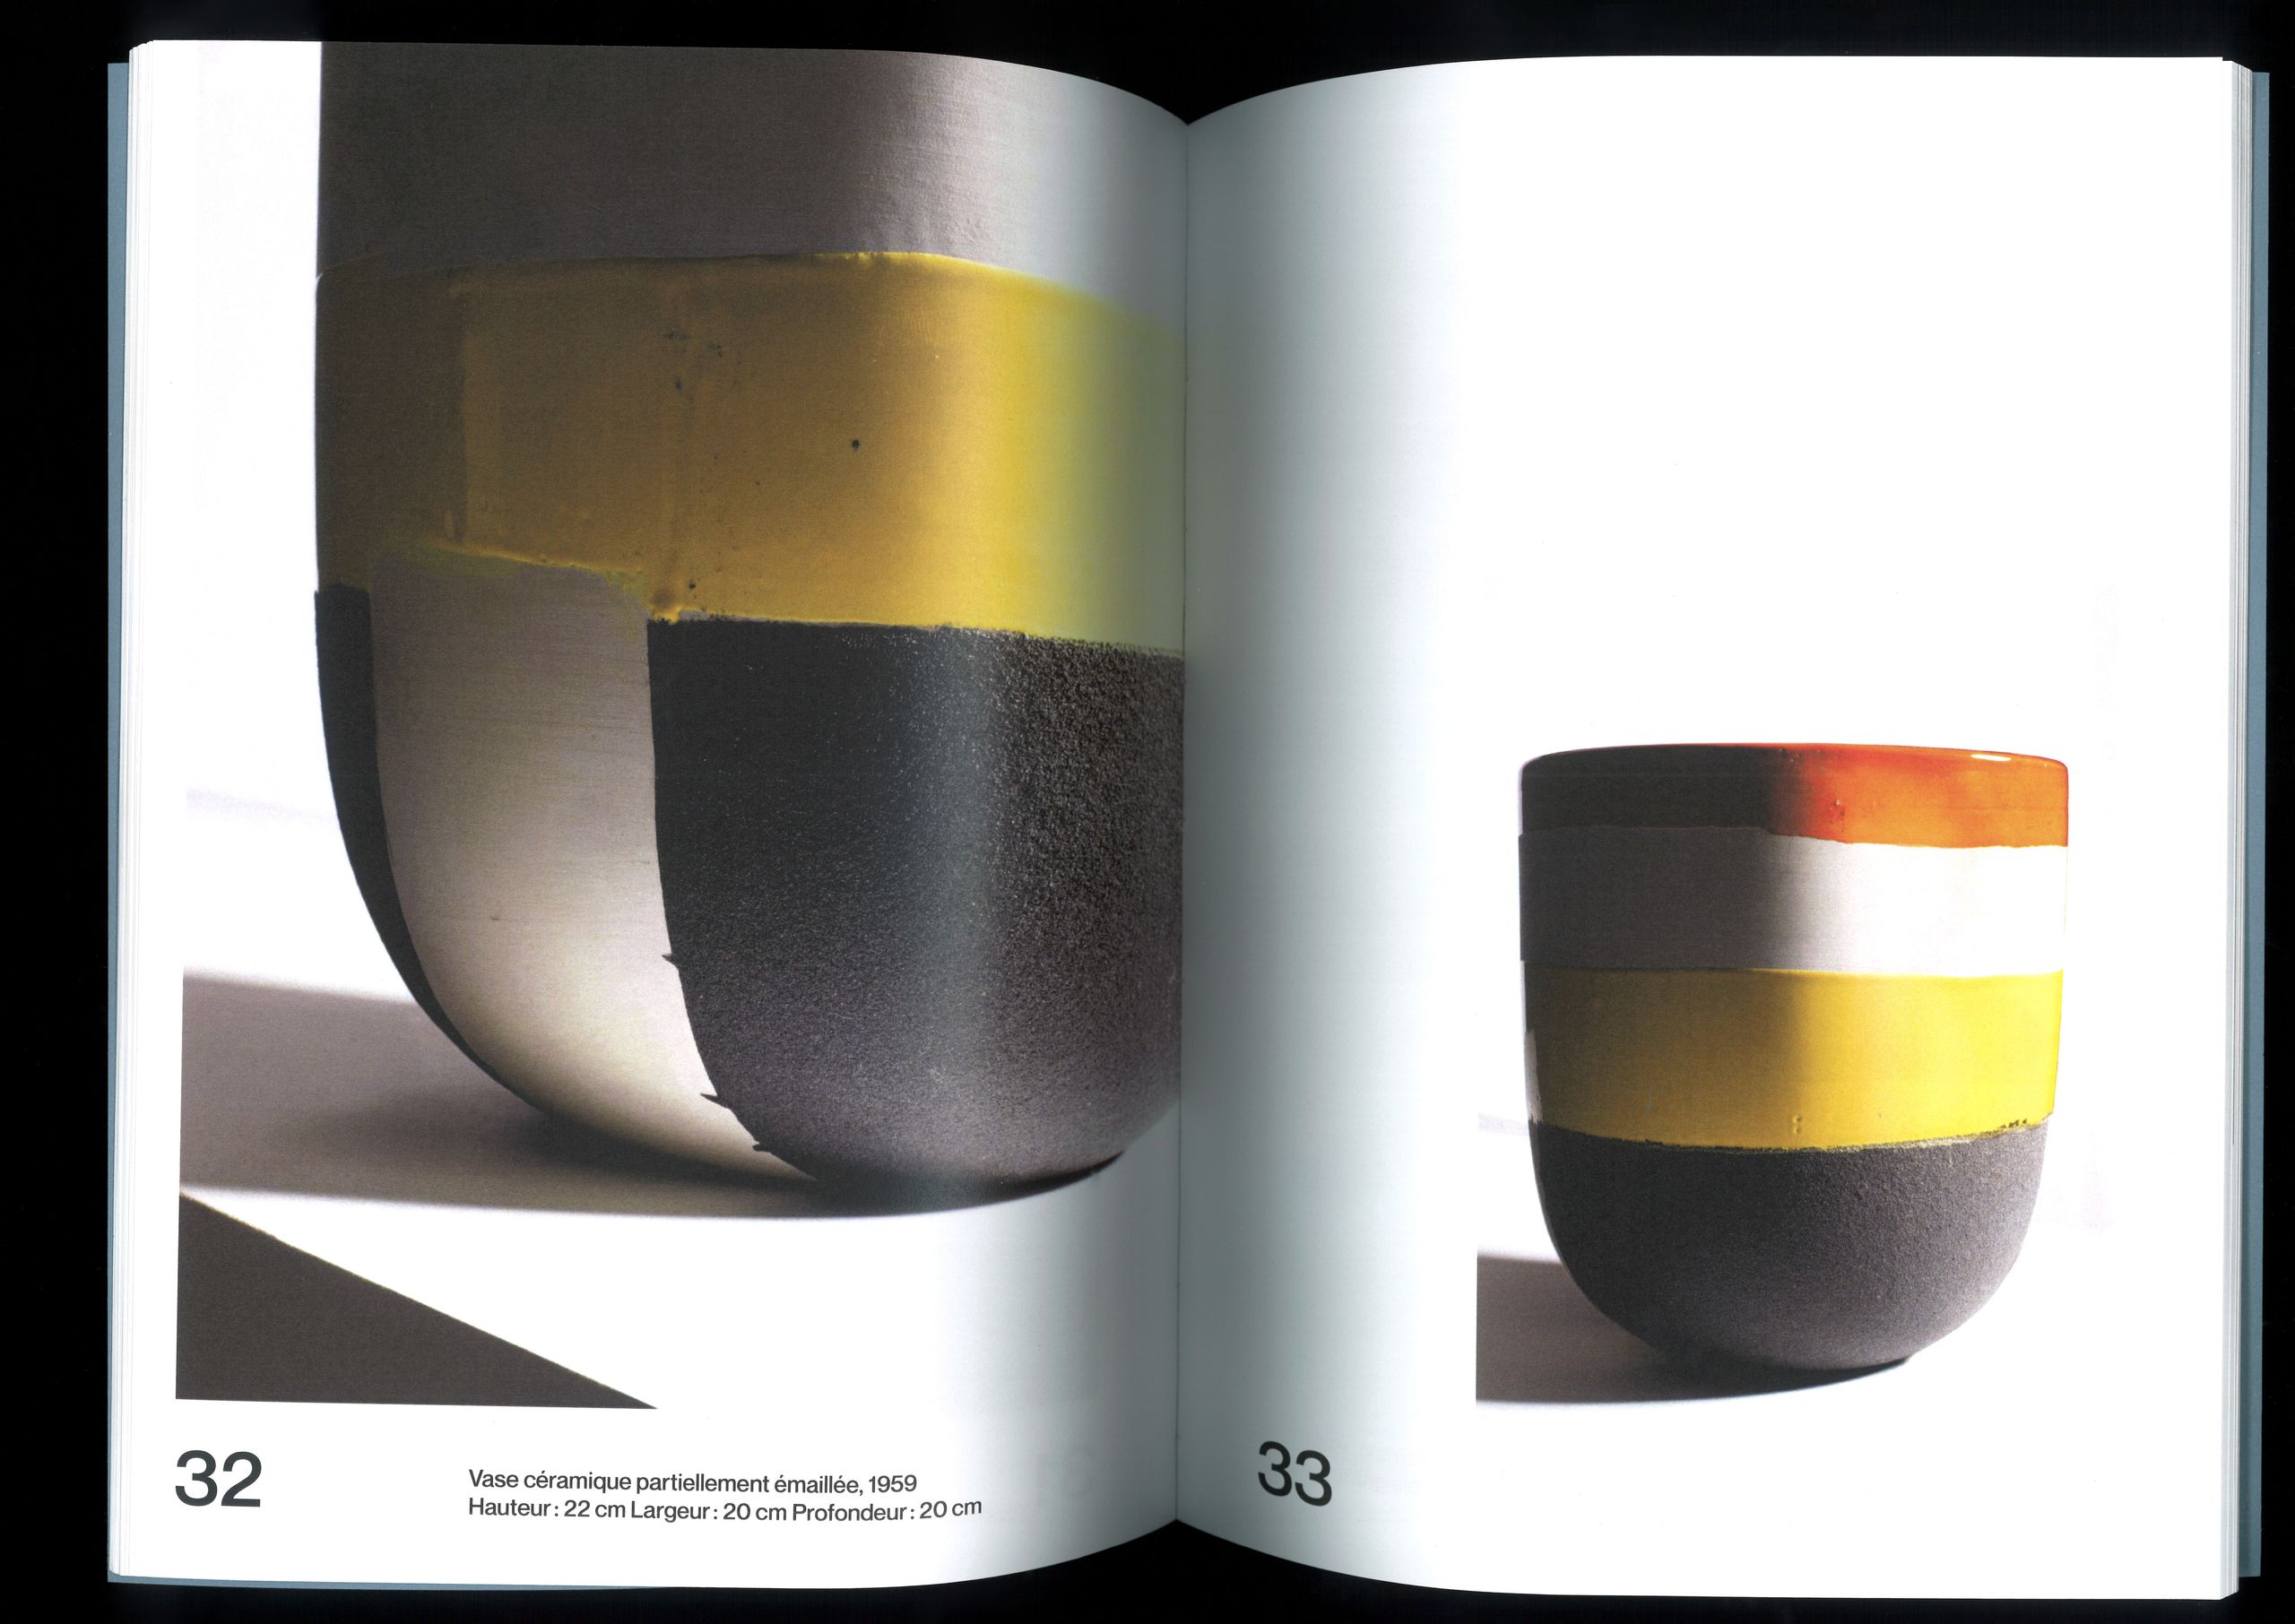 32
Vase céramique partiellement émaillée, 1959
Hauteur : 22 cm Largeur : 20 cm Profondeur : 20 cm
33